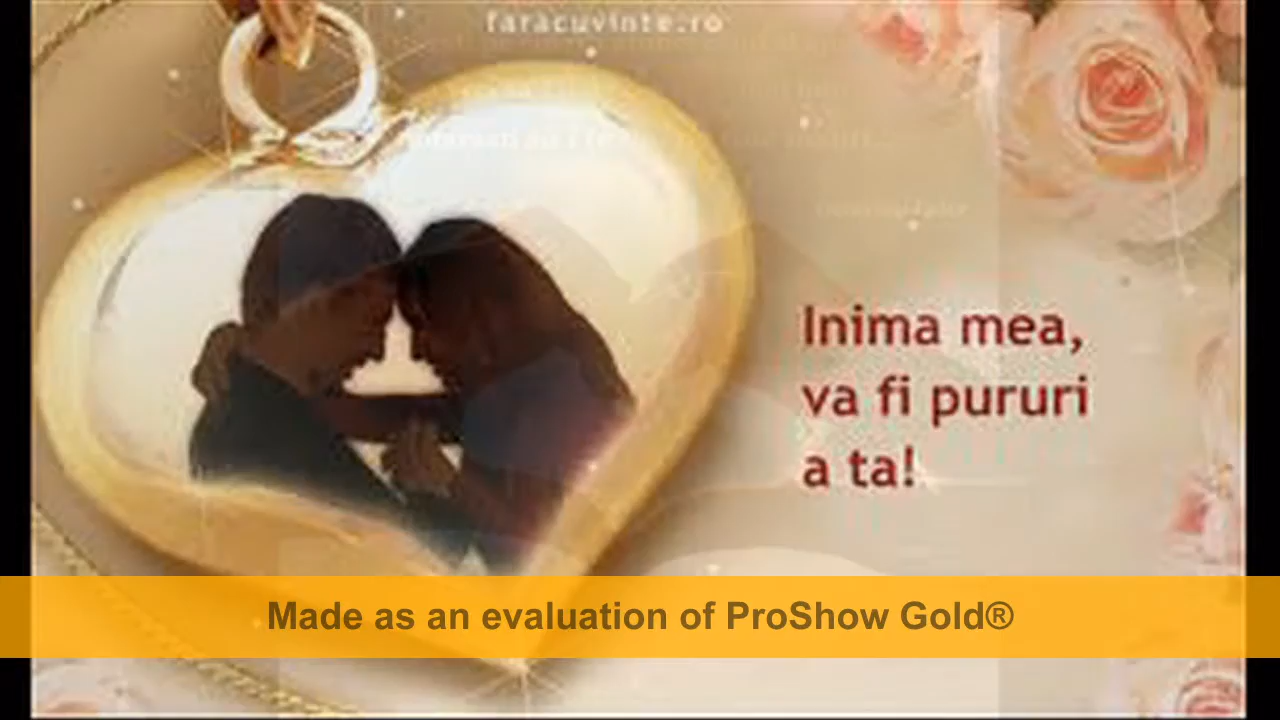 faracuvinte.ro
Inima mea,
va fi pururi
a ta!
Made as an evaluation of ProShow Gold®